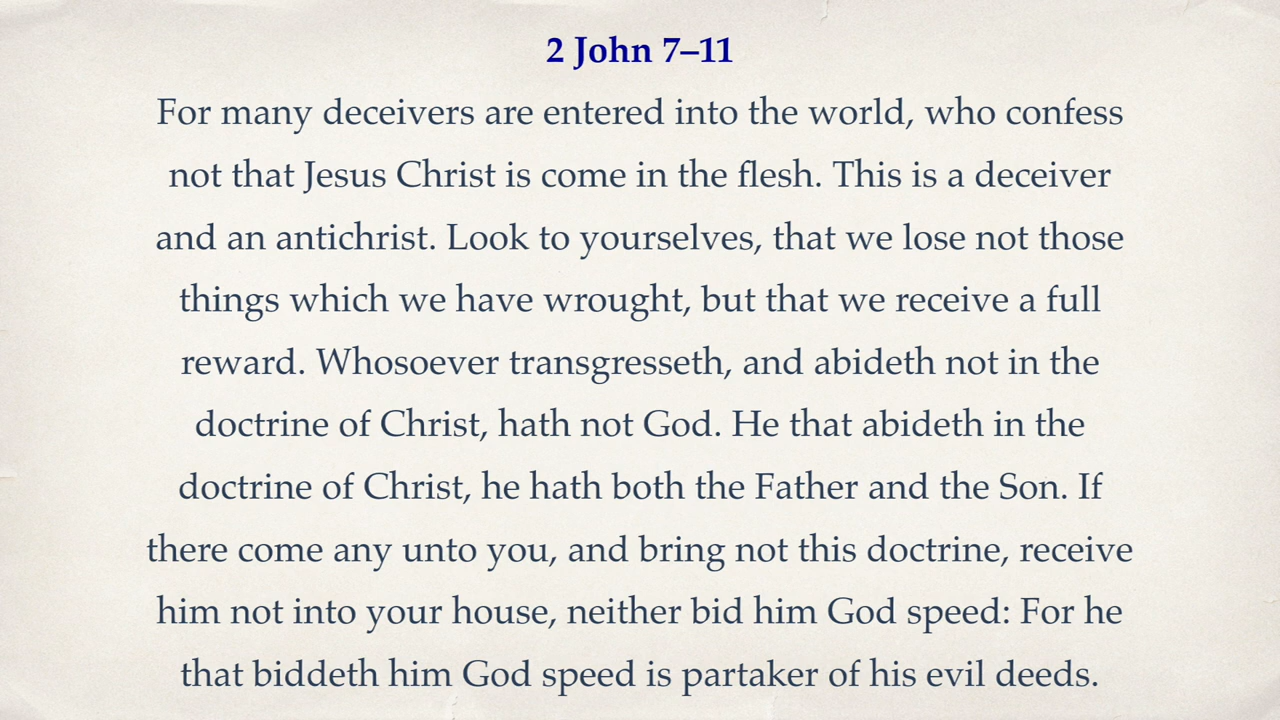 2 John 7–11
For many deceivers are entered into the world, who confess
not that Jesus Christ is come in the flesh. This is a deceiver
and an antichrist. Look to yourselves, that we lose not those
things which we have wrought, but that we receive a full
reward. Whosoever transgresseth, and abideth not in the
doctrine of Christ, hath not God. He that abideth in the
doctrine of Christ, he hath both the Father and the Son. If
there come any unto you, and bring not this doctrine, receive
him not into your house, neither bid him God speed: For he
that biddeth him God speed is partaker of his evil deeds.